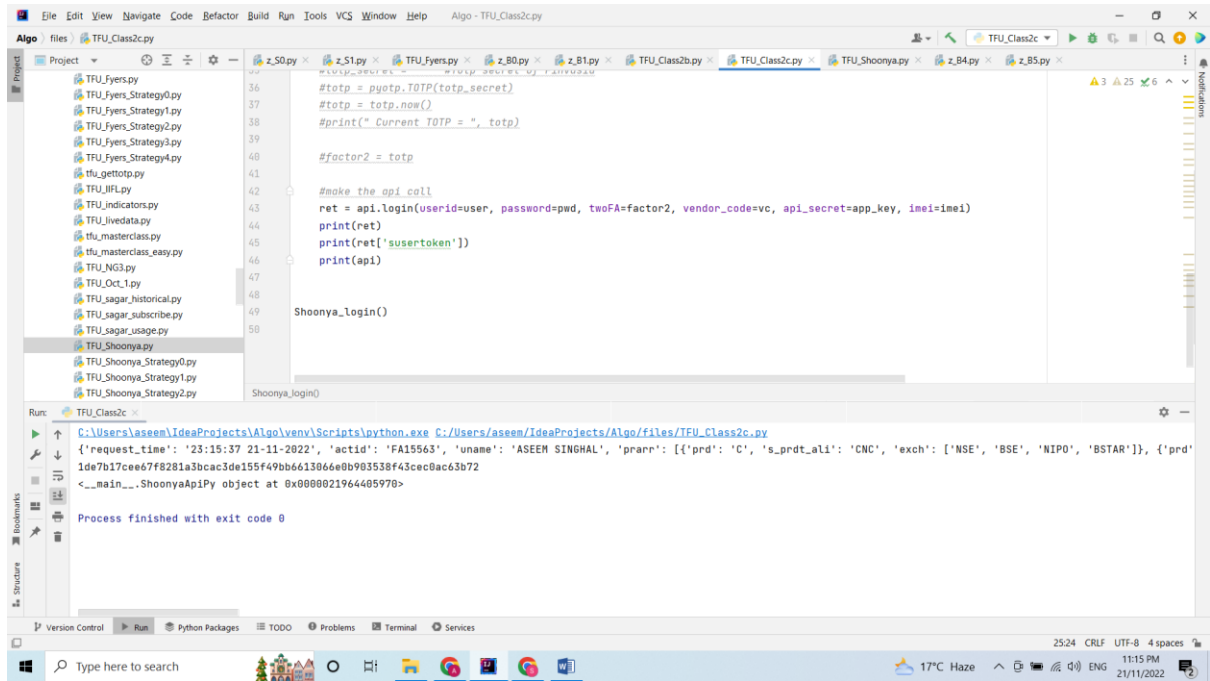 File Edit View Navigate Code Refactor Build Run Tools VCS Window Help Algo - TFU_Class2c.py
Algo files TFU_Class2c.py TFU_Class2c
Project
z_S0.py z_S1.py TFU_Fyers.py z_B0.py z_B1.py TFU_Class2b.py TFU_Class2c.py TFU_Shoonya.py z_B4.py z_B5.py
Project
Notifications
TFU_Fyers.py
TFU_Fyers_Strategy0.py
TFU_Fyers_Strategy1.py
TFU_Fyers_Strategy2.py
TFU_Fyers_Strategy3.py
TFU_Fyers_Strategy4.py
tfu_gettotp.py
TFU_IIFL.py
TFU_indicators.py
TFU_livedata.py
tfu_masterclass.py
tfu_masterclass_easy.py
TFU_NG3.py
TFU_Oct_1.py
TFU_sagar_historical.py
TFU_sagar_subscribe.py
TFU_sagar_usage.py
TFU_Shoonya.py
TFU_Shoonya_Strategy0.py
TFU_Shoonya_Strategy1.py
TFU_Shoonya_Strategy2.py
3 25 6
36 #totp = pyotp.TOTP(totp_secret)
37 #totp = totp.now()
38 #print(" Current TOTP = ", totp)
39
40 #factor2 = totp
41
42 #make the api call
43 ret = api.login(userid=user, password=pwd, twoFA=factor2, vendor_code=vc, api_secret=app_key, imei=imei)
44 print(ret)
45 print(ret['susertoken'])
46 print(api)
47
48
49 Shoonya_login()
50
Shoonya_login()
Run: TFU_Class2c
C:\Users\aseem\IdeaProjects\Algo\venv\Scripts\python.exe C:/Users/aseem/IdeaProjects/Algo/files/TFU_Class2c.py
{'request_time': '23:15:37 21-11-2022', 'actid': 'FA15563', 'uname': 'ASEEM SINGHAL', 'prarr': [{'prd': 'C', 's_prdt_ali': 'CNC', 'exch': ['NSE', 'BSE', 'NIPO', 'BSTAR']}, {'prd'
1de7b17cee67f8281a3bcac3de155f49bb6613066e0b903538f43cec0ac63b72
<__main__.ShoonyaApiPy object at 0x0000021964405970>
Process finished with exit code 0
Bookmarks
Structure
Version Control Run Python Packages TODO Problems Terminal Services
25:24 CRLF UTF-8 4 spaces
Type here to search
17°C Haze ENG 11:15 PM
21/11/2022
2